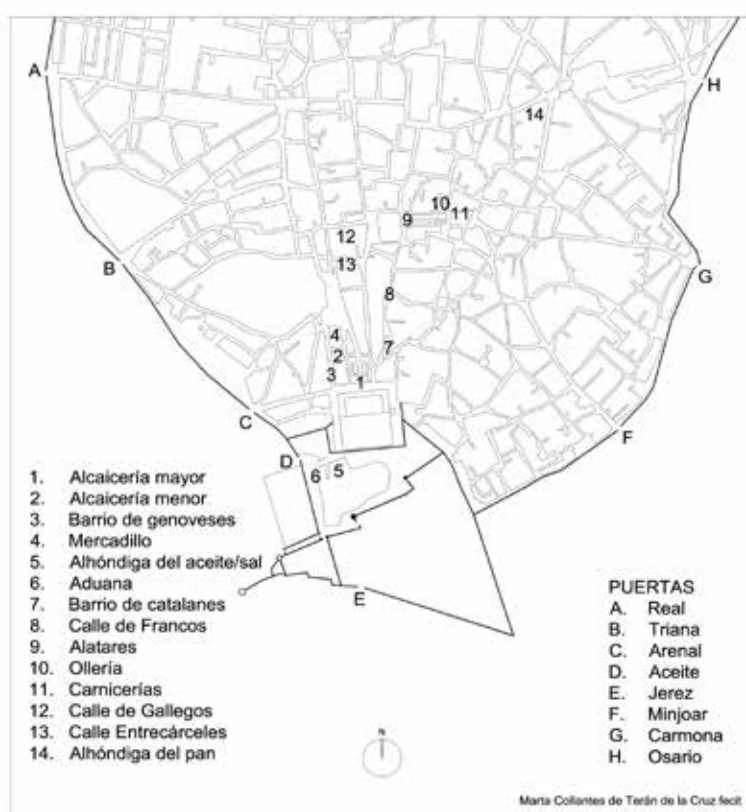 A
H
14
10
9
11
12
B
13
G
8
4
7
2
3
1
C
F
D
6
5
E
1. Alcaicería mayor
2. Alcaicería menor
3. Barrio de genoveses
4. Mercadillo
5. Alhóndiga del aceite/sal
6. Aduana
7. Barrio de catalanes
8. Calle de Francos
9. Alatares
10. Ollería
11. Carnicerías
12. Calle de Gallegos
13. Calle Entrecárceles
14. Alhóndiga del pan
PUERTAS
A. Real
B. Triana
C. Arenal
D. Aceite
E. Jerez
F. Minjoar
G. Carmona
H. Osario
N
Marta Collantes de Terán de la Cruz fecit